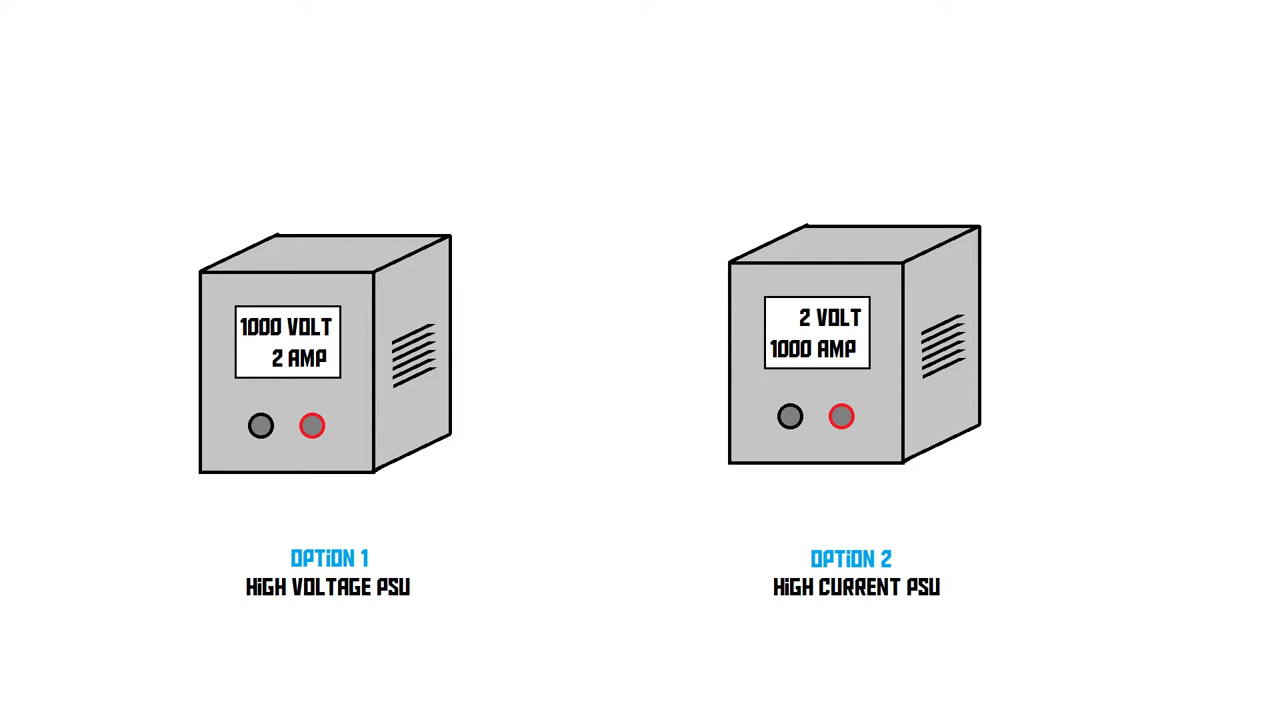 1000 VOLT
2 AMP
2 VOLT
1000 AMP
OPTiON 1
HiGH VOLTAGE PSU
OPTiON 2
HiGH CURRENT PSU